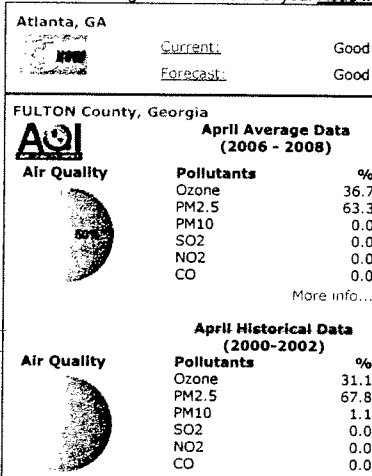 Atlanta, GA
Current: Good
Forecast: Good
FULTON County, Georgia
AQI
April Average Data
(2006 - 2008)
Air Quality
Pollutants %
Ozone 36.7
PM2.5 63.3
PM10 0.0
SO2 0.0
NO2 0.0
CO 0.0
50%
More info...
April Historical Data
(2000-2002)
Air Quality
Pollutants %
Ozone 31.1
PM2.5 67.8
PM10 1.1
SO2 0.0
NO2 0.0
CO 0.0